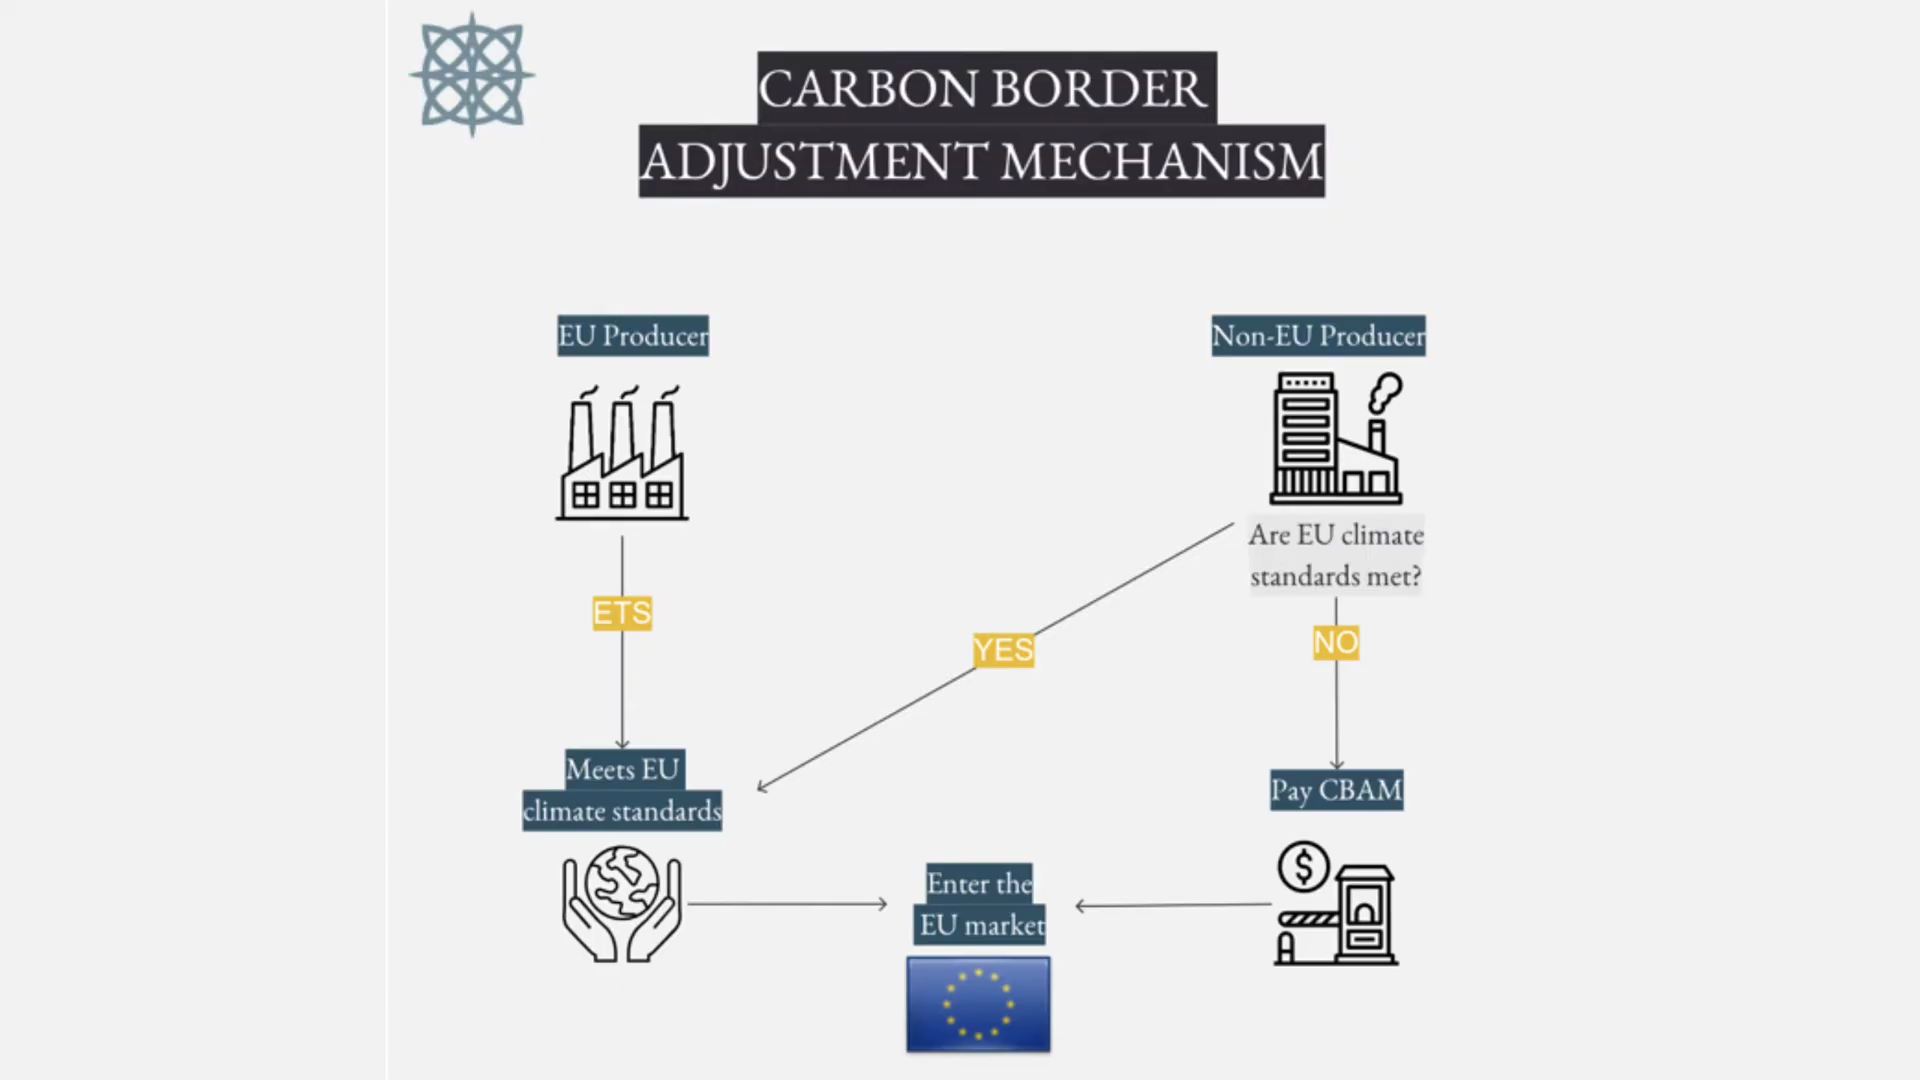 CARBON BORDER
ADJUSTMENT MECHANISM
EU Producer
Non-EU Producer
Are EU climate
standards met?
ETS
YES
NO
Meets EU
climate standards
Pay CBAM
$
Enter the
EU market